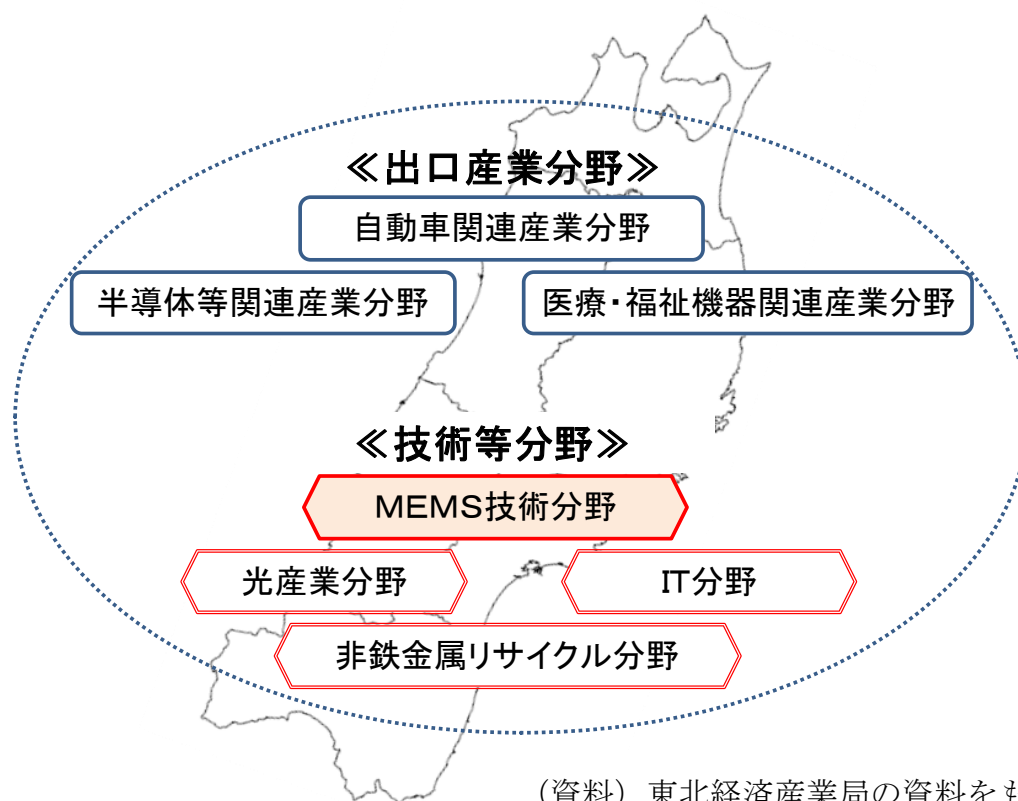 ≪出口産業分野≫
自動車関連産業分野
半導体等関連産業分野
医療・福祉機器関連産業分野
≪技術等分野≫
MEMS技術分野
光産業分野
IT分野
非鉄金属リサイクル分野
（資料）東北経済産業局の資料をも